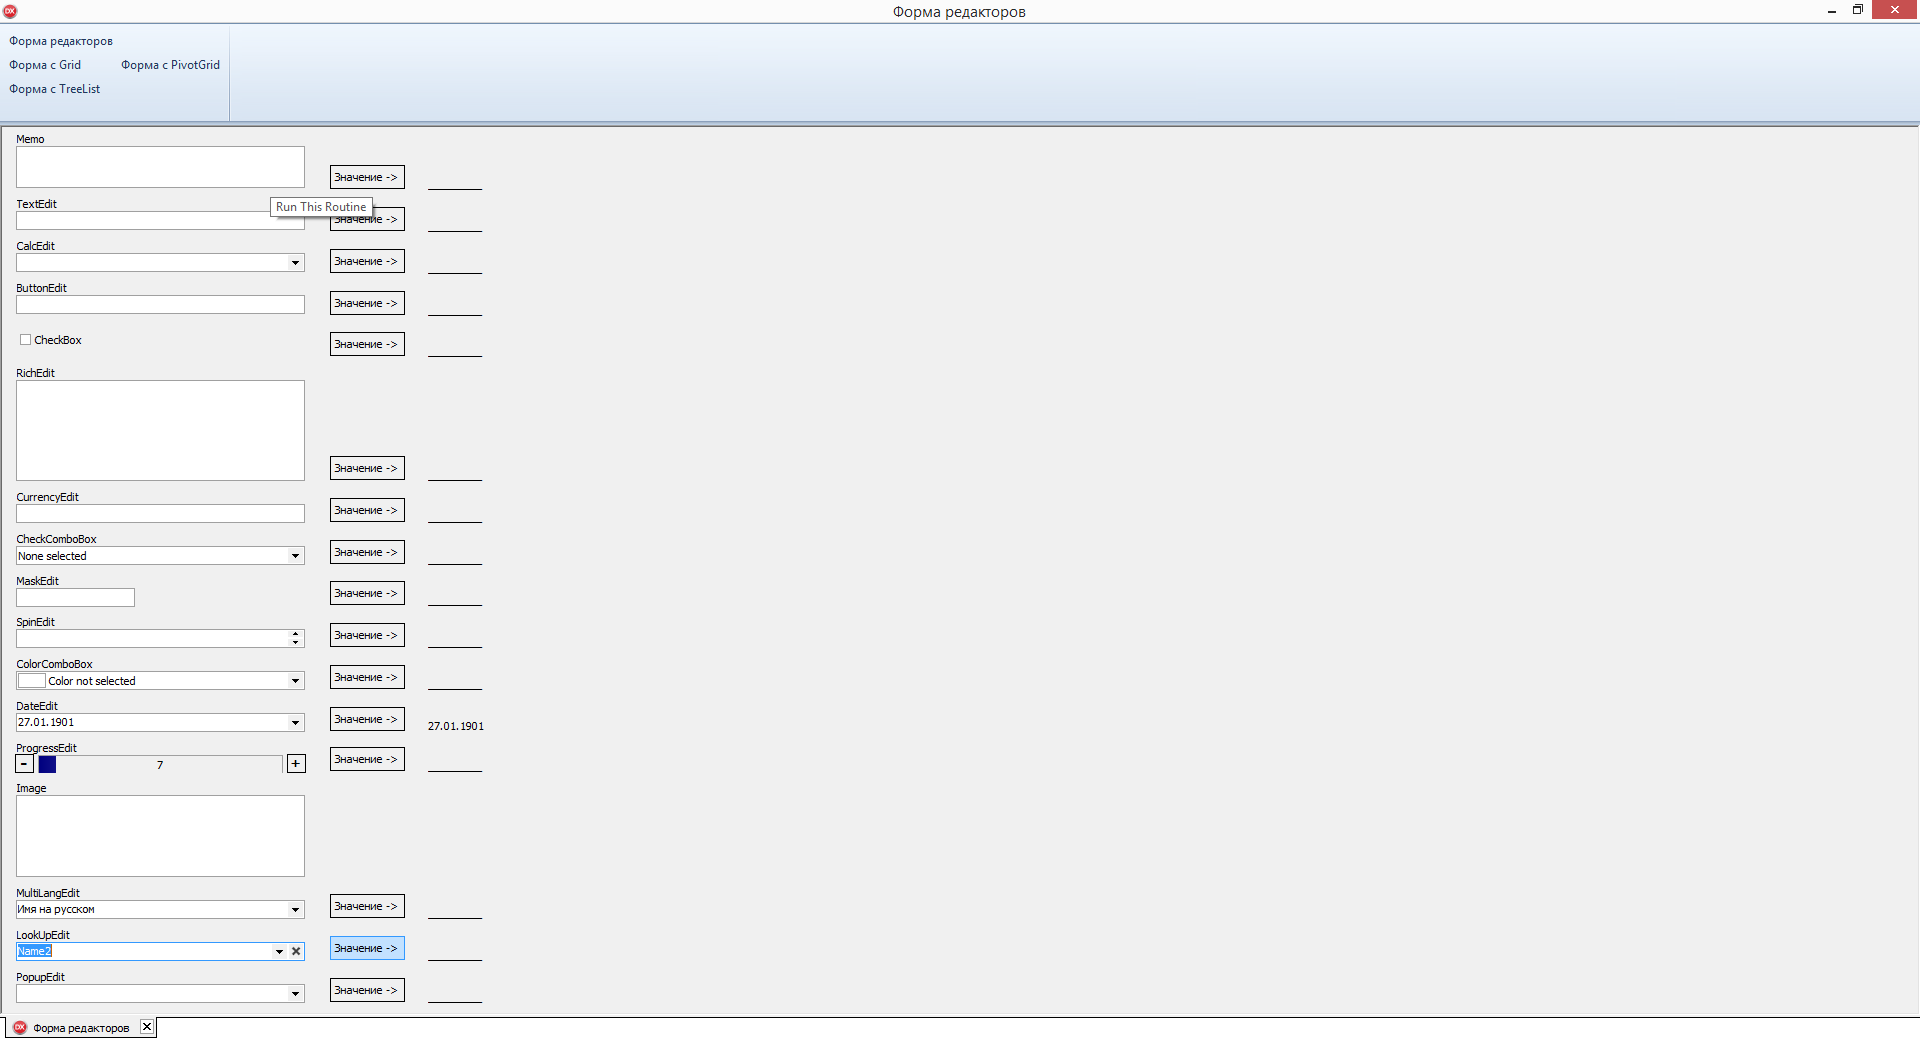 Форма редакторов
Форма редакторов
Форма с Grid Форма с PivotGrid
Форма с TreeList
Memo
Значение ->
TextEdit
Run This Routine
Значение ->
CalcEdit
Значение ->
ButtonEdit
Значение ->
CheckBox
Значение ->
RichEdit
Значение ->
CurrencyEdit
Значение ->
CheckComboBox
None selected
Значение ->
MaskEdit
Значение ->
SpinEdit
Значение ->
ColorComboBox
Color not selected
Значение ->
DateEdit
27.01.1901
Значение ->
27.01.1901
ProgressEdit
- 7 +
Значение ->
Image
MultiLangEdit
Имя на русском
Значение ->
LookUpEdit
Name2
Значение ->
PopupEdit
Значение ->
DX Форма редакторов